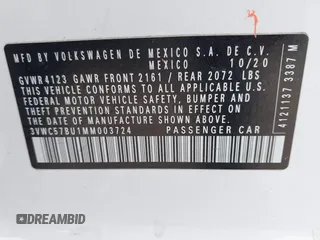 MFD. BY VOLKSWAGEN DE MEXICO S.A. DE C.V.
MEXICO 10/20
GVWR 4123 GAWR FRONT 2161 / REAR 2072 LBS
THIS VEHICLE CONFORMS TO ALL APPLICABLE U.S.
FEDERAL MOTOR VEHICLE SAFETY, BUMPER AND
THEFT PREVENTION STANDARDS IN EFFECT ON THE
DATE OF MANUFACTURE SHOWN ABOVE.
3VWC57BU1MM003724 PASSENGER CAR
4121137 3387 M
DREAMBID